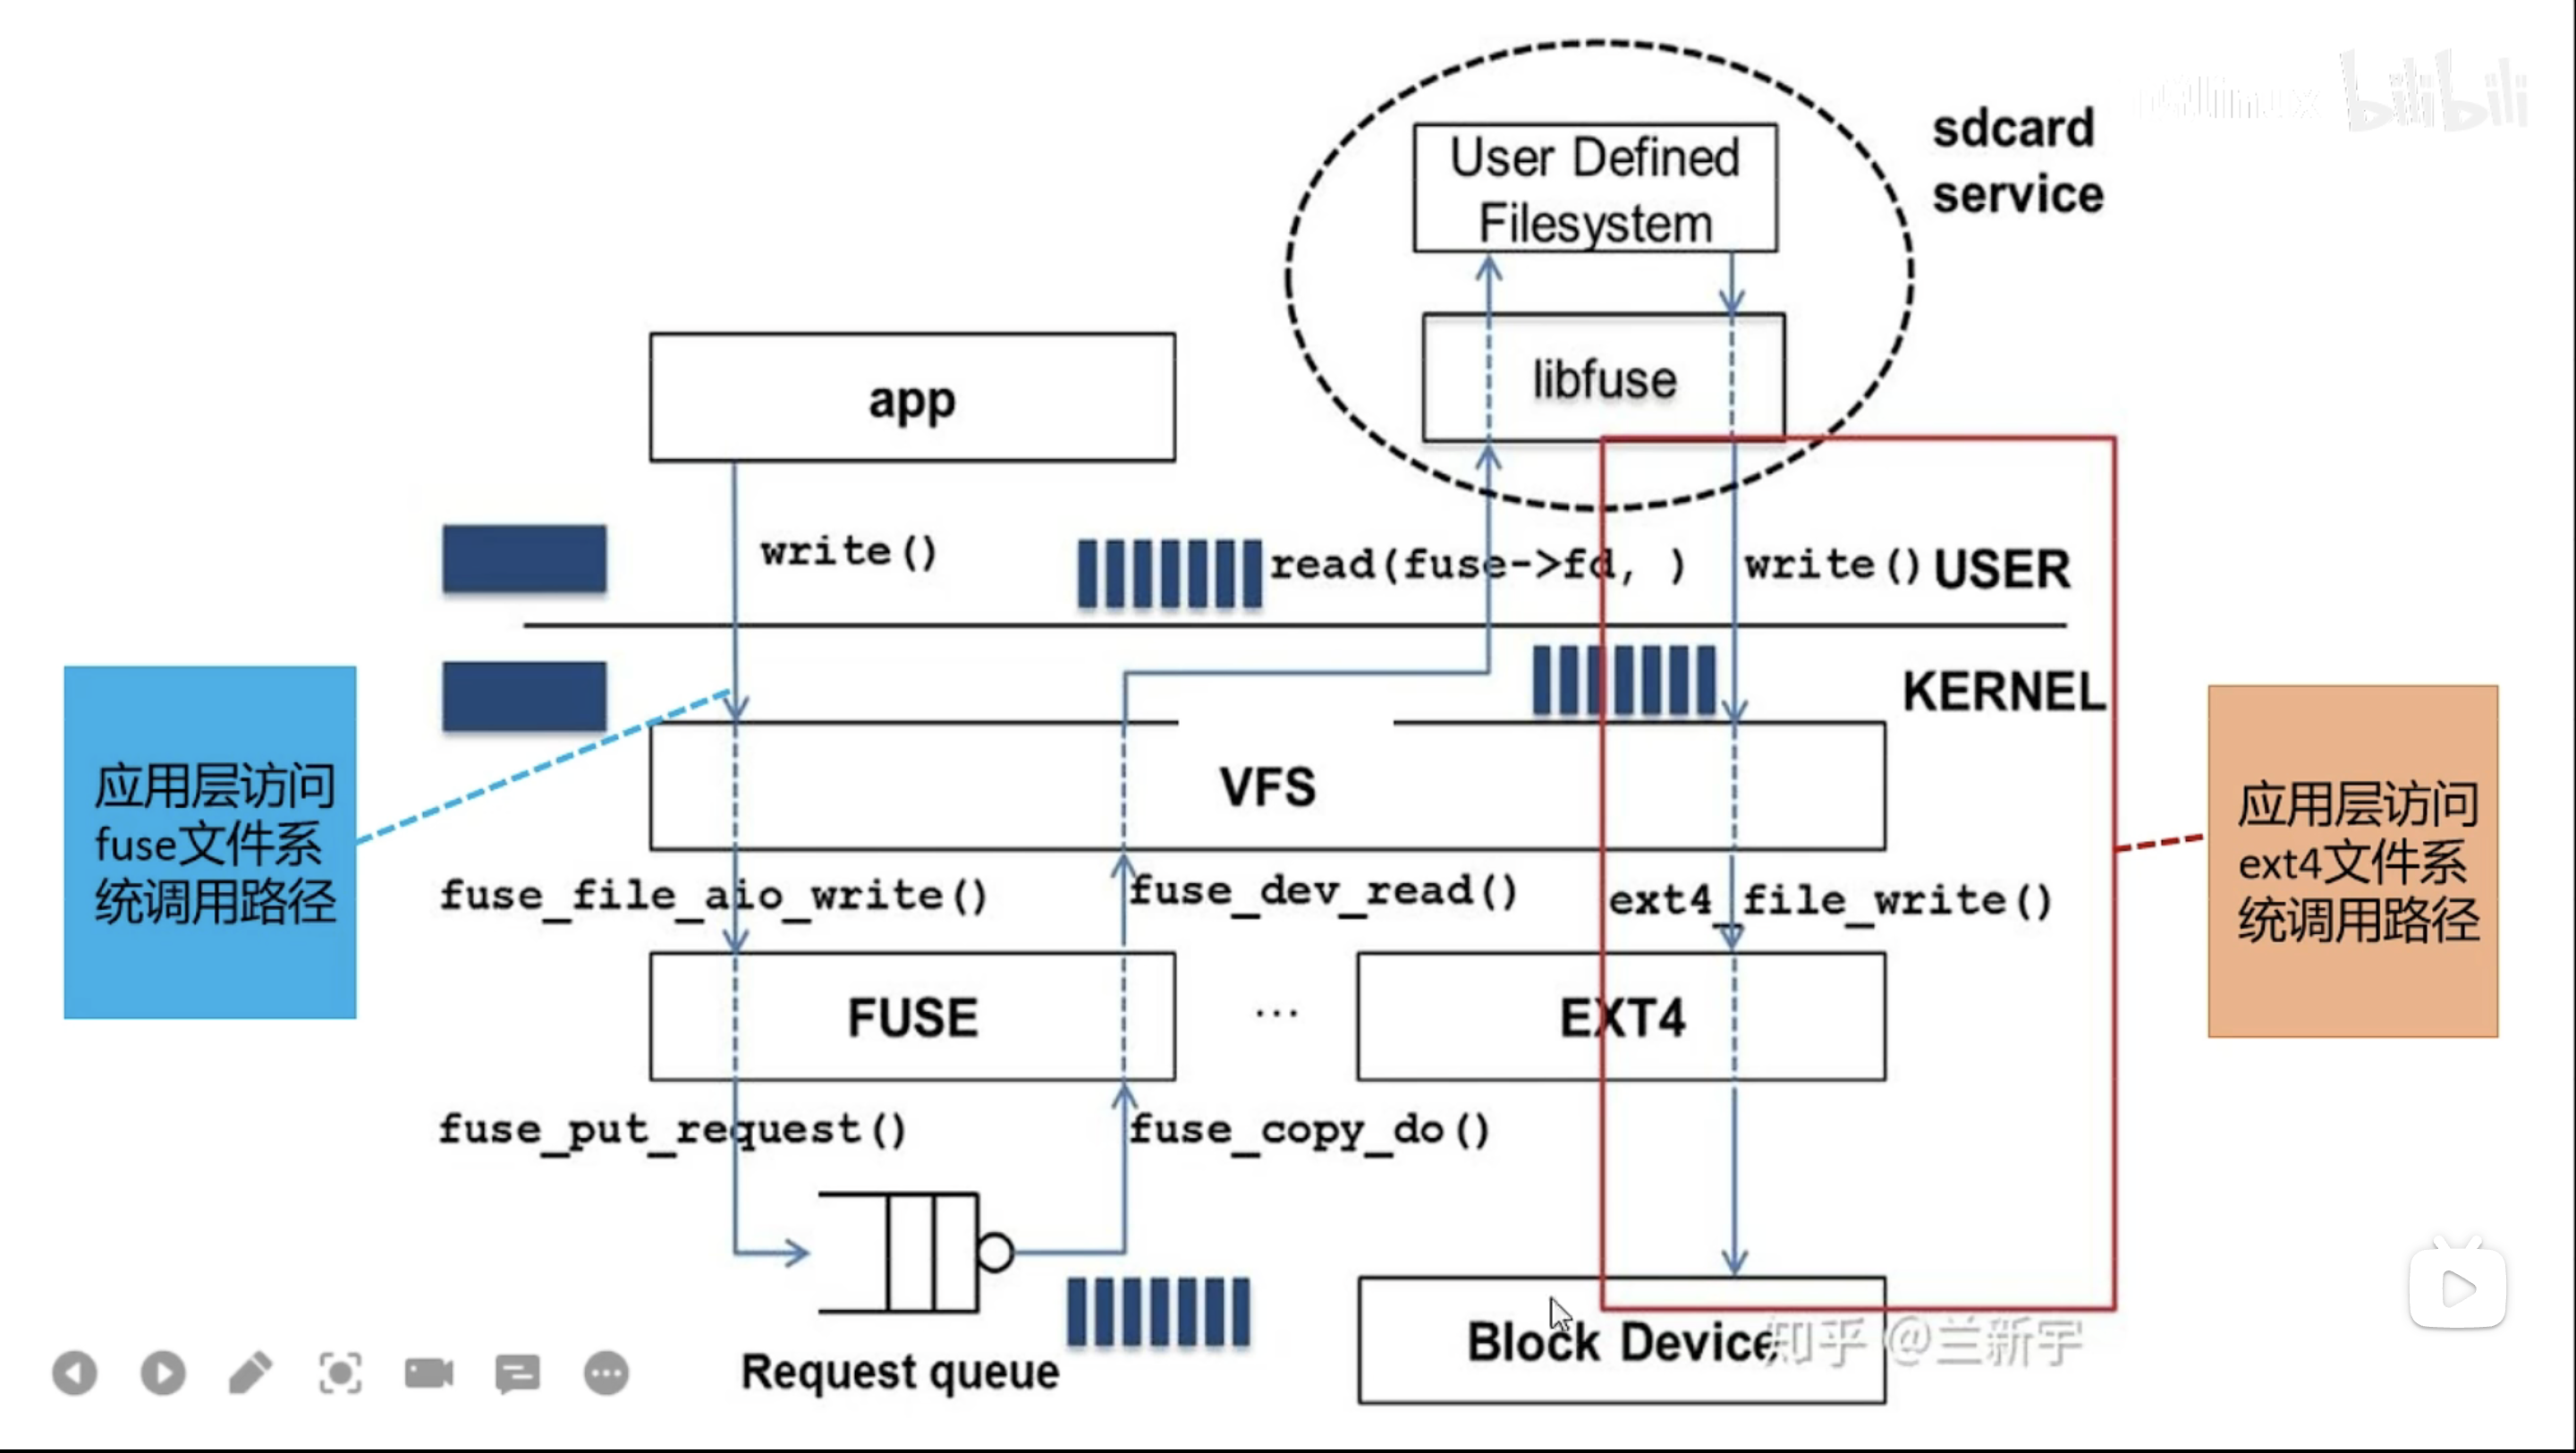 bilibili
User Defined
Filesystem
sdcard
service
libfuse
app
write()
read(fuse->fd, )
write()
USER
KERNEL
应用层访问
fuse文件系
统调用路径
VFS
应用层访问
ext4文件系
统调用路径
fuse_file_aio_write()
fuse_dev_read()
ext4_file_write()
FUSE
...
EXT4
fuse_put_request()
fuse_copy_do()
Request queue
Block Device
知乎 @兰新宇